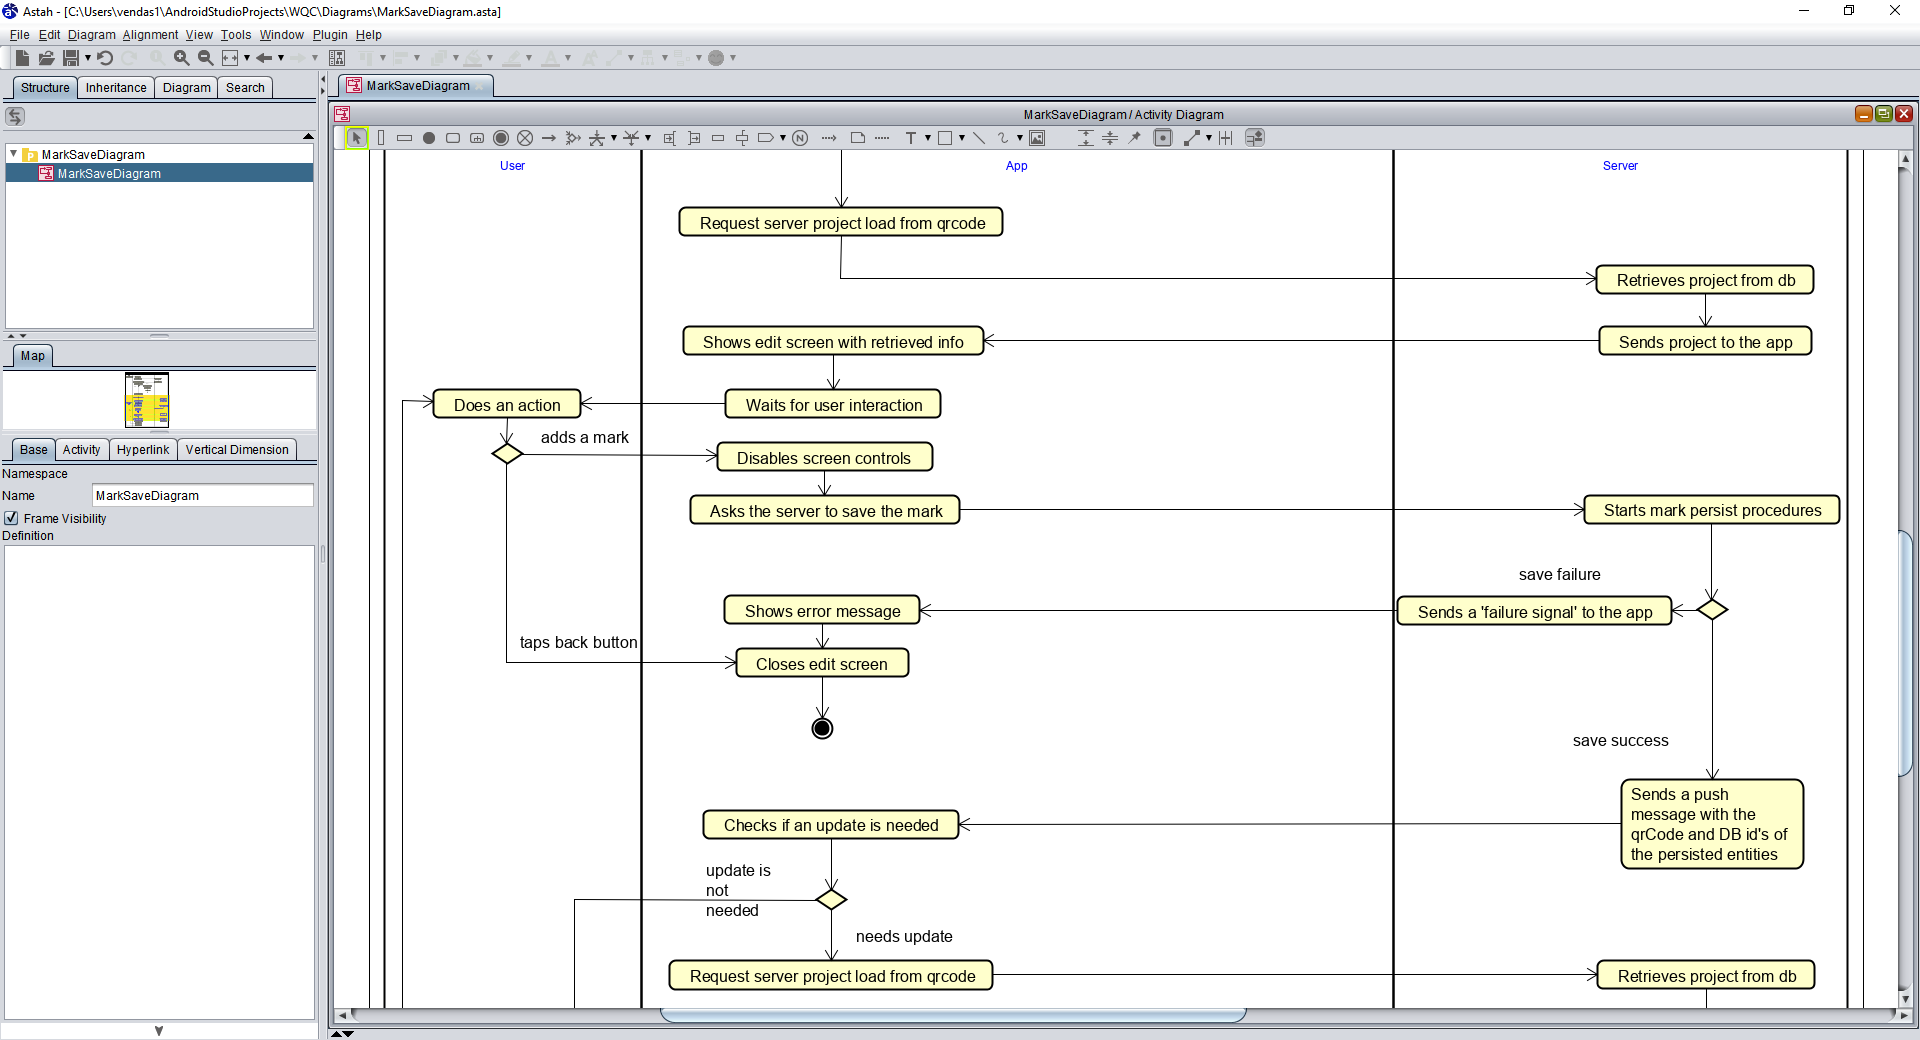 Astah - [C:\Users\vendas1\AndroidStudioProjects\WQC\Diagrams\MarkSaveDiagram.asta]
File Edit Diagram Alignment View Tools Window Plugin Help
Structure Inheritance Diagram Search
MarkSaveDiagram
MarkSaveDiagram
Map
Base Activity Hyperlink Vertical Dimension
Namespace
Name MarkSaveDiagram
Frame Visibility
Definition
MarkSaveDiagram
MarkSaveDiagram / Activity Diagram
N T
User App Server
Request server project load from qrcode
Retrieves project from db
Shows edit screen with retrieved info
Sends project to the app
Does an action
Waits for user interaction
adds a mark
Disables screen controls
Asks the server to save the mark
Starts mark persist procedures
save failure
Shows error message
Sends a 'failure signal' to the app
taps back button
Closes edit screen
save success
Sends a push
message with the
qrCode and DB id's of
the persisted entities
Checks if an update is needed
update is
not
needed
needs update
Request server project load from qrcode
Retrieves project from db